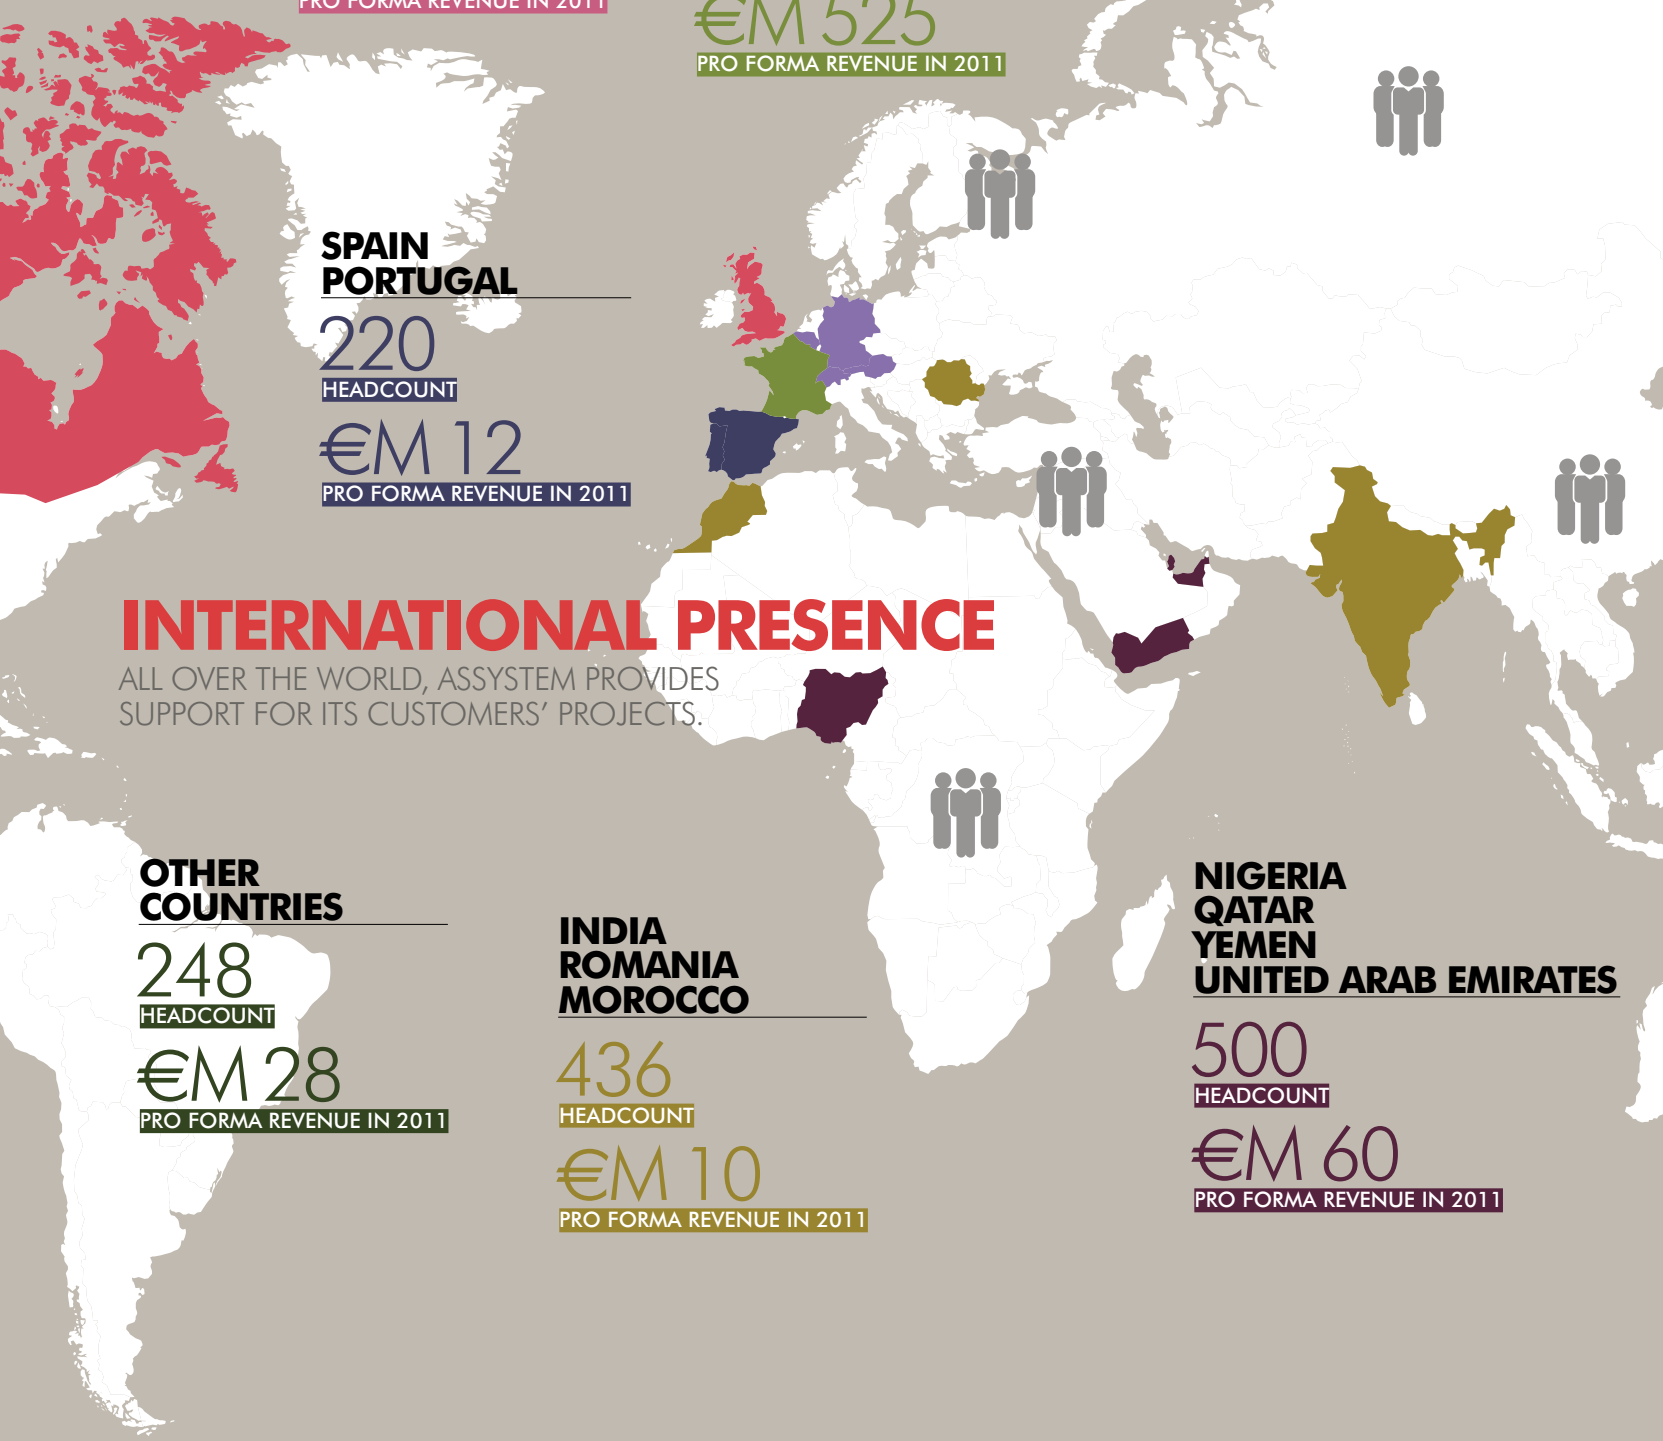 PRO FORMA REVENUE IN 2011
€M 525
PRO FORMA REVENUE IN 2011
SPAIN
PORTUGAL
220
HEADCOUNT
€M 12
PRO FORMA REVENUE IN 2011
INTERNATIONAL PRESENCE
ALL OVER THE WORLD, ASSYSTEM PROVIDES
SUPPORT FOR ITS CUSTOMERS’ PROJECTS.
OTHER
COUNTRIES
248
HEADCOUNT
€M 28
PRO FORMA REVENUE IN 2011
INDIA
ROMANIA
MOROCCO
436
HEADCOUNT
€M 10
PRO FORMA REVENUE IN 2011
NIGERIA
QATAR
YEMEN
UNITED ARAB EMIRATES
500
HEADCOUNT
€M 60
PRO FORMA REVENUE IN 2011